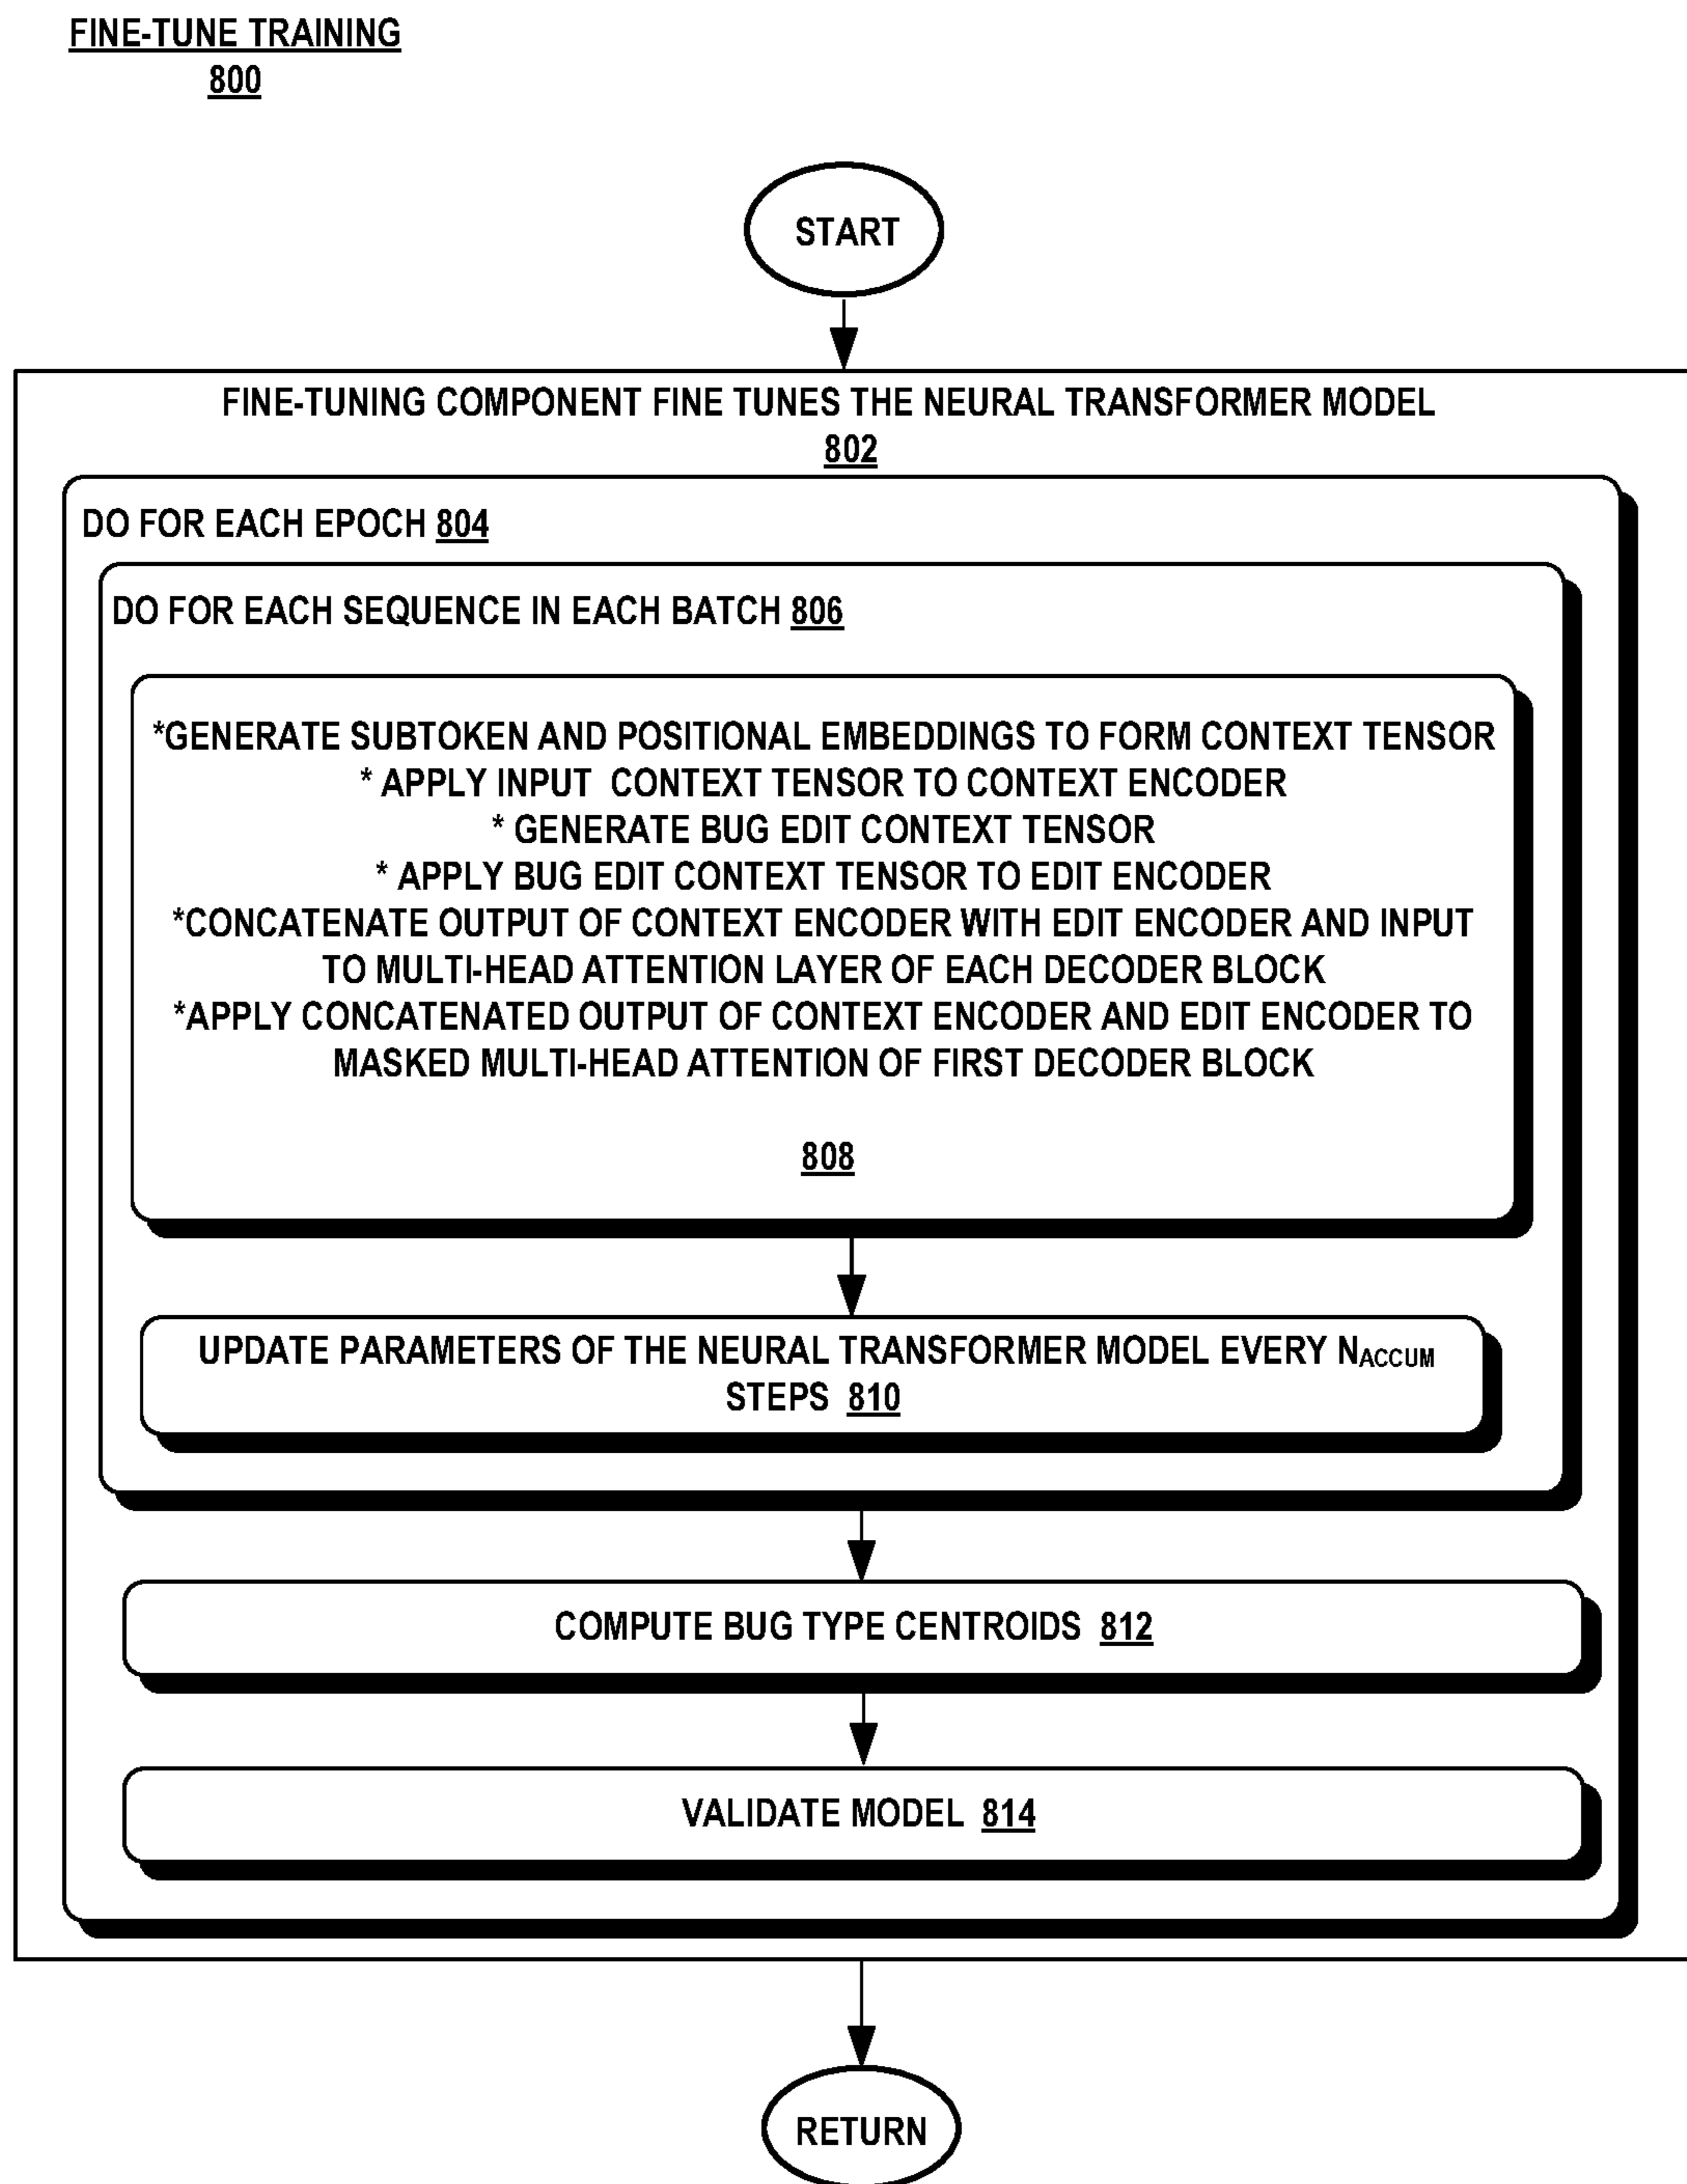 FINE-TUNE TRAINING
800
START
FINE-TUNING COMPONENT FINE TUNES THE NEURAL TRANSFORMER MODEL
802
DO FOR EACH EPOCH 804
DO FOR EACH SEQUENCE IN EACH BATCH 806
*GENERATE SUBTOKEN AND POSITIONAL EMBEDDINGS TO FORM CONTEXT TENSOR
* APPLY INPUT CONTEXT TENSOR TO CONTEXT ENCODER
* GENERATE BUG EDIT CONTEXT TENSOR
* APPLY BUG EDIT CONTEXT TENSOR TO EDIT ENCODER
*CONCATENATE OUTPUT OF CONTEXT ENCODER WITH EDIT ENCODER AND INPUT
TO MULTI-HEAD ATTENTION LAYER OF EACH DECODER BLOCK
*APPLY CONCATENATED OUTPUT OF CONTEXT ENCODER AND EDIT ENCODER TO
MASKED MULTI-HEAD ATTENTION OF FIRST DECODER BLOCK
808
UPDATE PARAMETERS OF THE NEURAL TRANSFORMER MODEL EVERY NACCUM
STEPS 810
COMPUTE BUG TYPE CENTROIDS 812
VALIDATE MODEL 814
RETURN